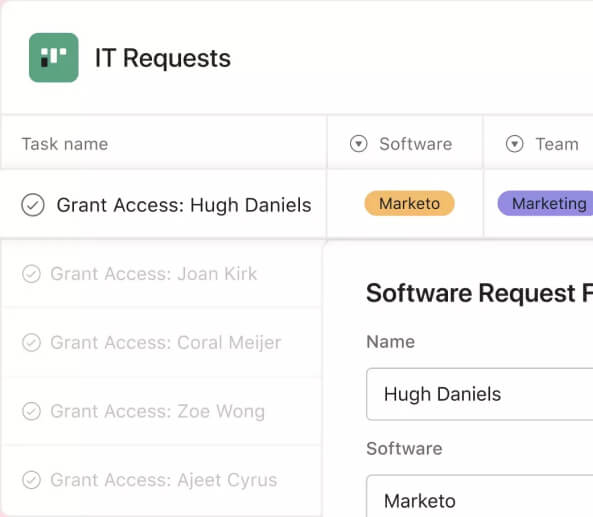 IT Requests
Task name
Software
Team
Grant Access: Hugh Daniels
Marketo
Marketing
Grant Access: Joan Kirk
Grant Access: Coral Meijer
Grant Access: Zoe Wong
Grant Access: Ajeet Cyrus
Software Request F
Name
Hugh Daniels
Software
Marketo